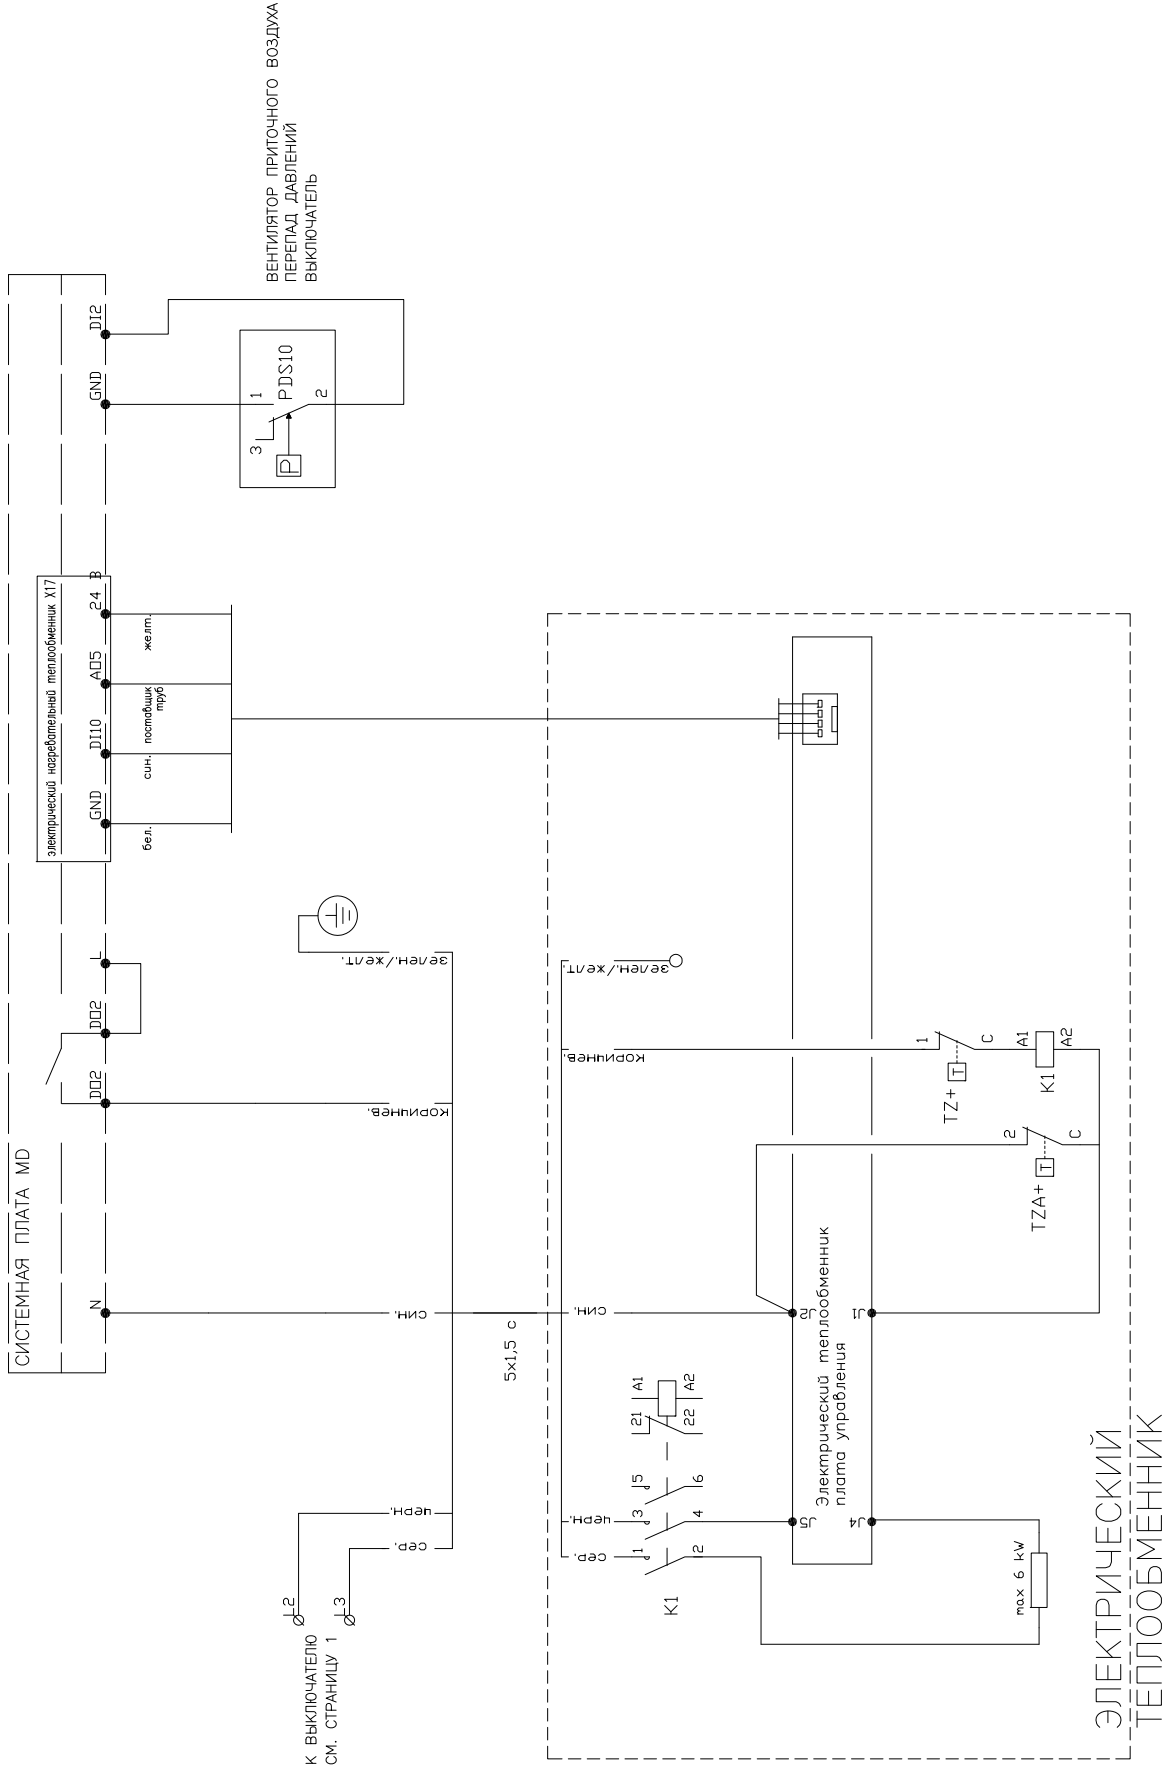 СИСТЕМНАЯ ПЛАТА MD
N
DO2
DO2
L
электрический нагревательный теплообменник X17
GND
DI10
AO5
24 В
GND
DI2
бел.
син.
поставщик
труб
желт.
3
1
2
P
PDS10
ВЕНТИЛЯТОР ПРИТОЧНОГО ВОЗДУХА
ПЕРЕПАД ДАВЛЕНИЙ
ВЫКЛЮЧАТЕЛЬ
К ВЫКЛЮЧАТЕЛЮ
СМ. СТРАНИЦУ 1
L2
L3
сер.
черн.
син.
коричнев.
зелен./желт.
5x1,5 с
сер.
черн.
син.
коричнев.
зелен./желт.
K1
1
2
3
4
5
6
21
22
A1
A2
J5
J4
J2
J1
Электрический теплообменник
плата управления
max 6 kW
TZA+
T
2
C
TZ+
T
1
C
K1
A1
A2
ЭЛЕКТРИЧЕСКИЙ
ТЕПЛООБМЕННИК